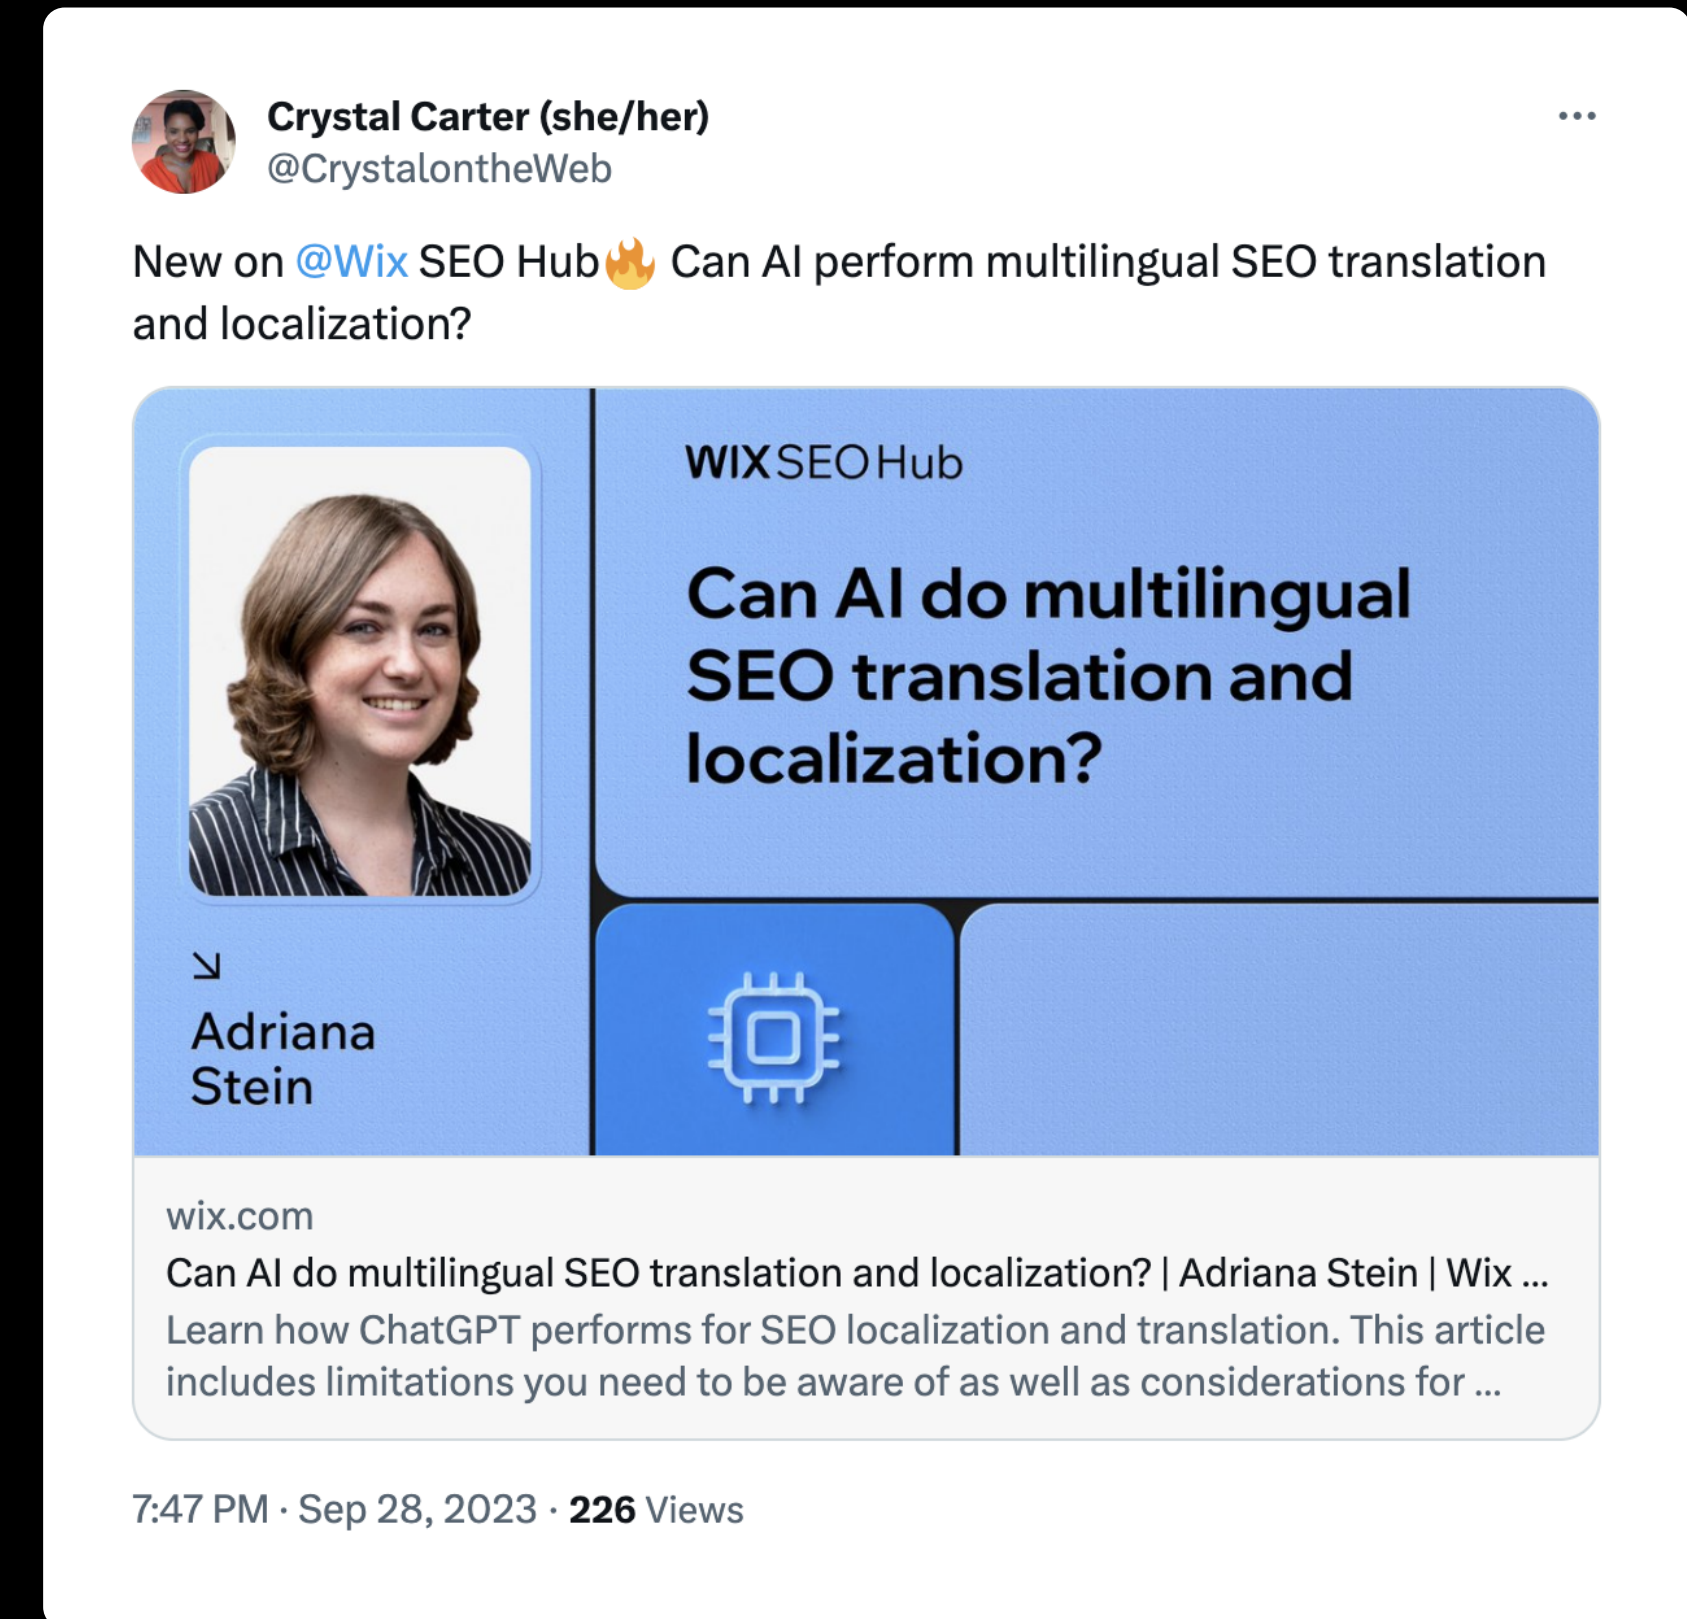 Crystal Carter (she/her)
@CrystalontheWeb
New on @Wix SEO Hub🔥 Can AI perform multilingual SEO translation
and localization?
WIX SEO Hub
Can AI do multilingual
SEO translation and
localization?
Adriana
Stein
wix.com
Can AI do multilingual SEO translation and localization? | Adriana Stein | Wix ...
Learn how ChatGPT performs for SEO localization and translation. This article
includes limitations you need to be aware of as well as considerations for ...
7:47 PM · Sep 28, 2023 · 226 Views